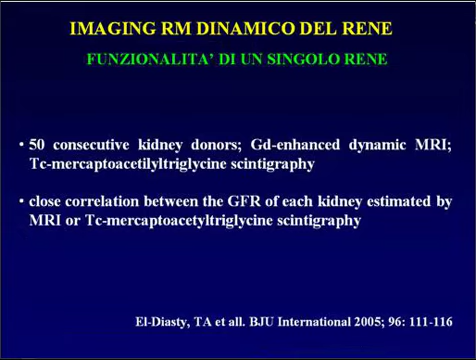 IMAGING RM DINAMICO DEL RENE
FUNZIONALITA' DI UN SINGOLO RENE
• 50 consecutive kidney donors; Gd-enhanced dynamic MRI;
Tc-mercaptoacetilyltriglycine scintigraphy
• close correlation between the GFR of each kidney estimated by
MRI or Tc-mercaptoacetyltriglycine scintigraphy
El-Diasty, TA et all. BJU International 2005; 96: 111-116